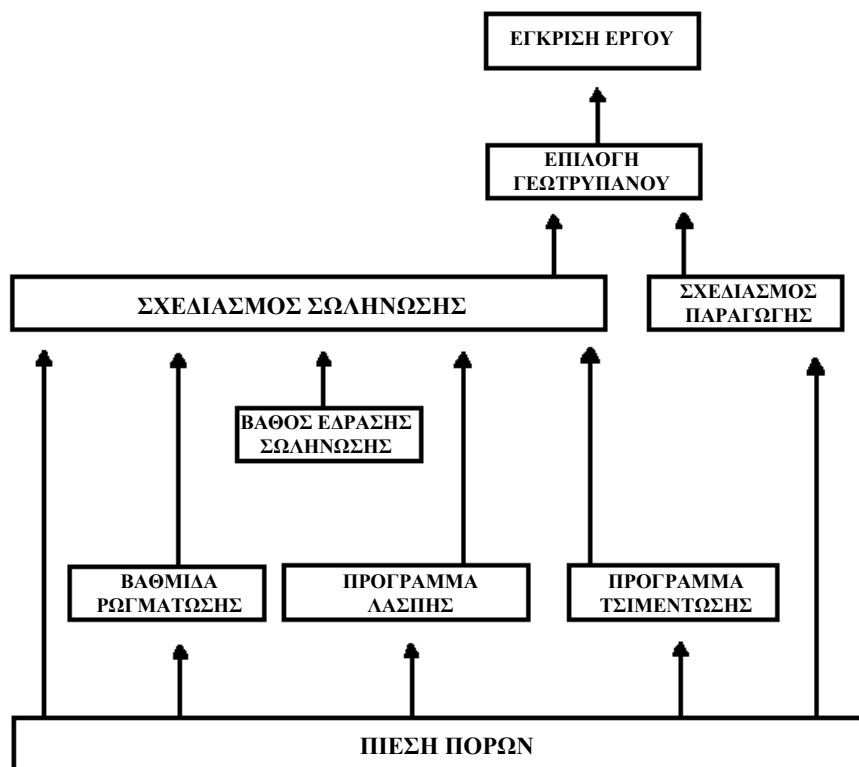 ΕΓΚΡΙΣΗ ΕΡΓΟΥ
ΕΠΙΛΟΓΗ
ΓΕΩΤΡΥΠΑΝΟΥ
ΣΧΕΔΙΑΣΜΟΣ ΣΩΛΗΝΩΣΗΣ
ΣΧΕΔΙΑΣΜΟΣ
ΠΑΡΑΓΩΓΗΣ
ΒΑΘΟΣ ΕΔΡΑΣΗΣ
ΣΩΛΗΝΩΣΗΣ
ΒΑΘΜΙΔΑ
ΡΩΓΜΑΤΩΣΗΣ
ΠΡΟΓΡΑΜΜΑ
ΛΑΣΠΗΣ
ΠΡΟΓΡΑΜΜΑ
ΤΣΙΜΕΝΤΩΣΗΣ
ΠΙΕΣΗ ΠΟΡΩΝ